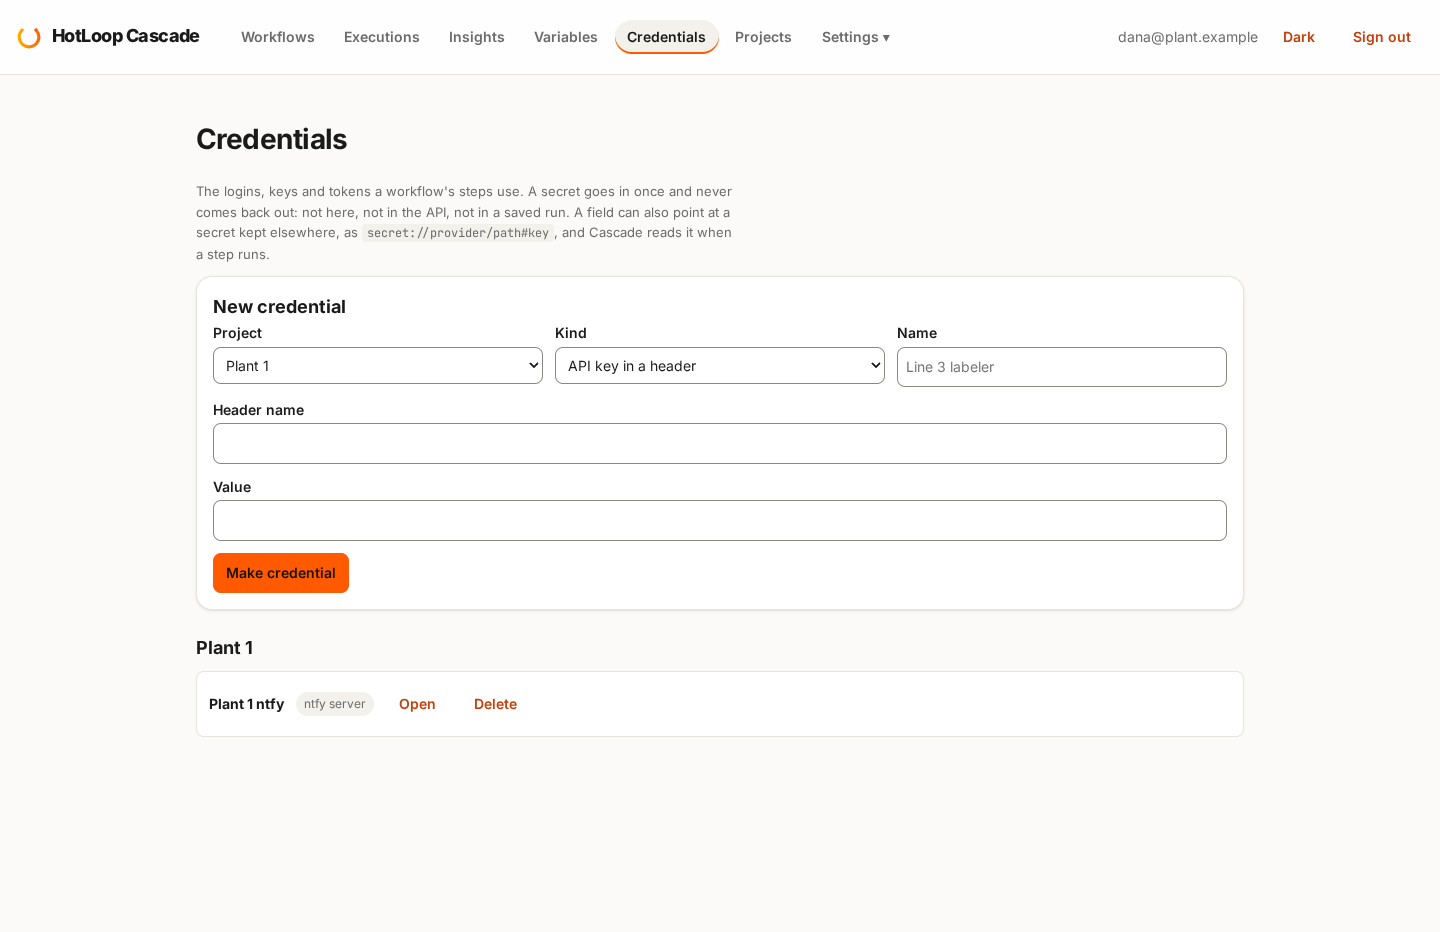 HotLoop Cascade
Workflows
Executions
Insights
Variables
Credentials
Projects
Settings ▾
dana@plant.example
Dark
Sign out
Credentials
The logins, keys and tokens a workflow's steps use. A secret goes in once and never
comes back out: not here, not in the API, not in a saved run. A field can also point at a
secret kept elsewhere, as secret://provider/path#key, and Cascade reads it when
a step runs.
New credential
Project
Kind
Name
Plant 1
API key in a header
Line 3 labeler
Header name
Value
Make credential
Plant 1
Plant 1 ntfy
ntfy server
Open
Delete